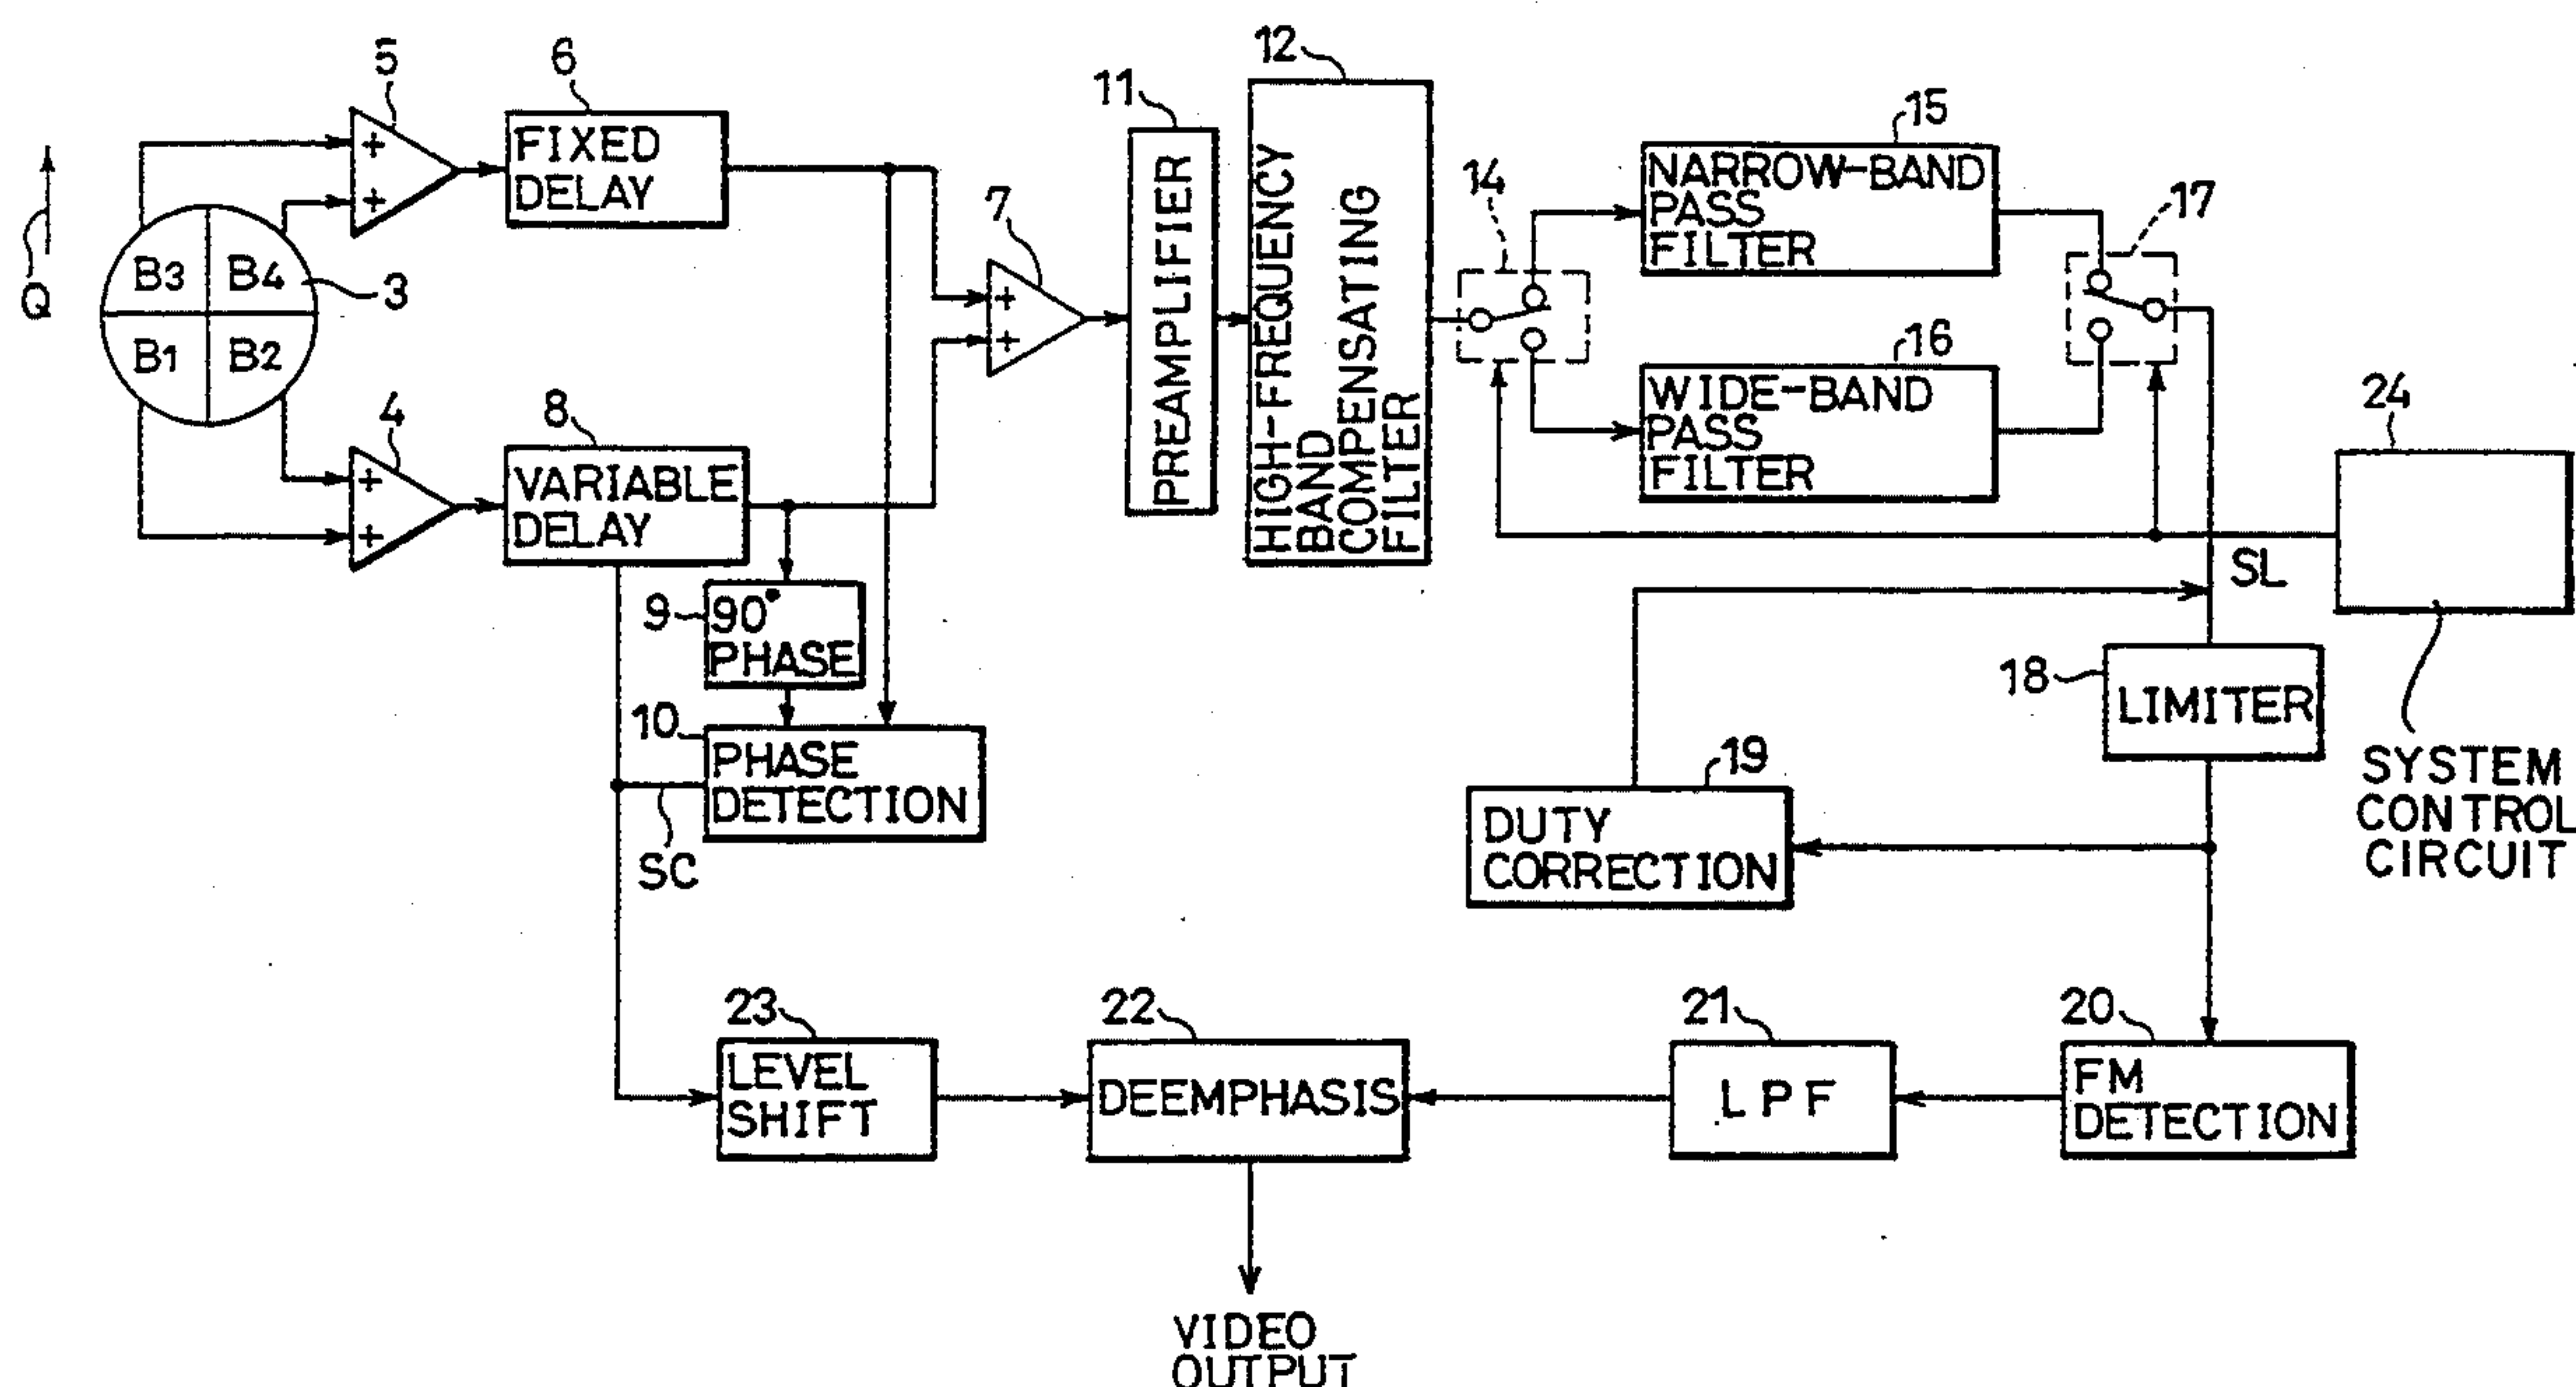 5
6
FIXED
DELAY
Q
B3
B4
B1
B2
3
+
+
4
+
+
8
VARIABLE
DELAY
7
+
+
9
90°
PHASE
10
PHASE
DETECTION
SC
11
PREAMPLIFIER
12
HIGH-FREQUENCY
BAND
COMPENSATING
FILTER
14
15
NARROW-BAND
PASS
FILTER
16
WIDE-BAND
PASS
FILTER
17
24
SL
SYSTEM
CONTROL
CIRCUIT
18
LIMITER
19
DUTY
CORRECTION
23
LEVEL
SHIFT
22
DEEMPHASIS
21
LPF
20
FM
DETECTION
VIDEO
OUTPUT